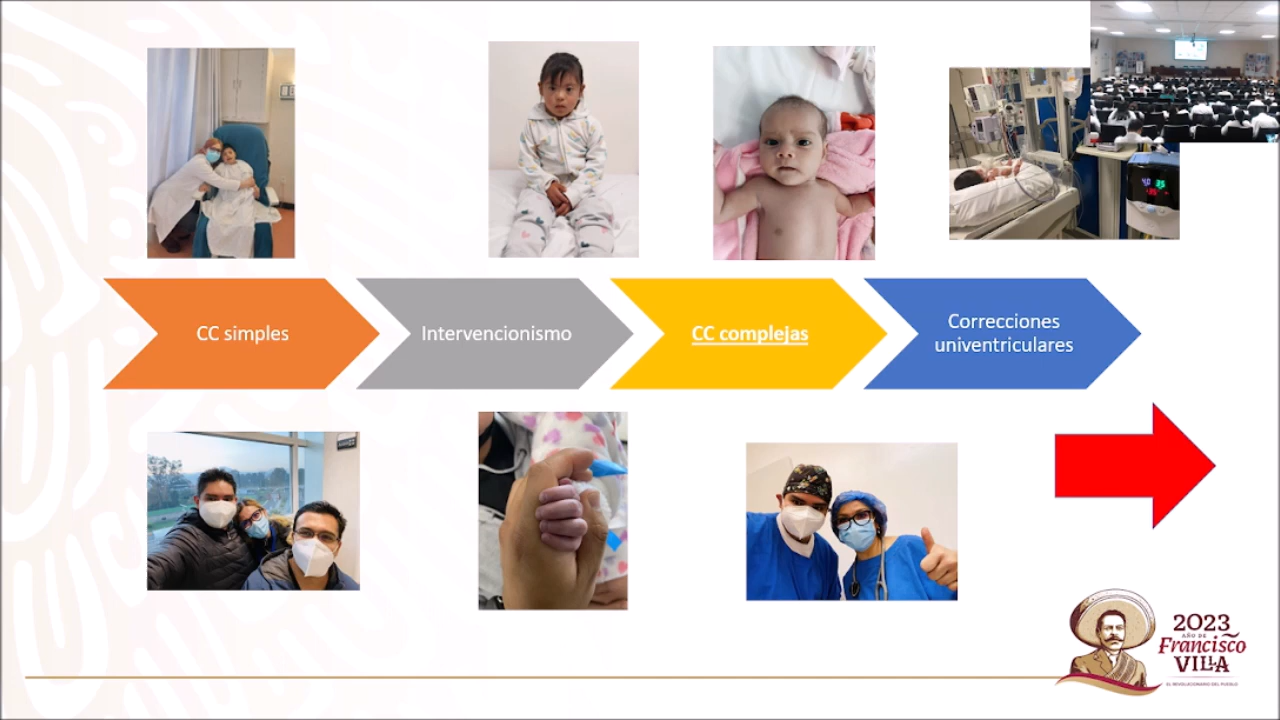 CC simples
Intervencionismo
CC complejas
Correcciones
univentriculares
2023
AÑO DE
Francisco
VILLA
EL REVOLUCIONARIO DEL PUEBLO